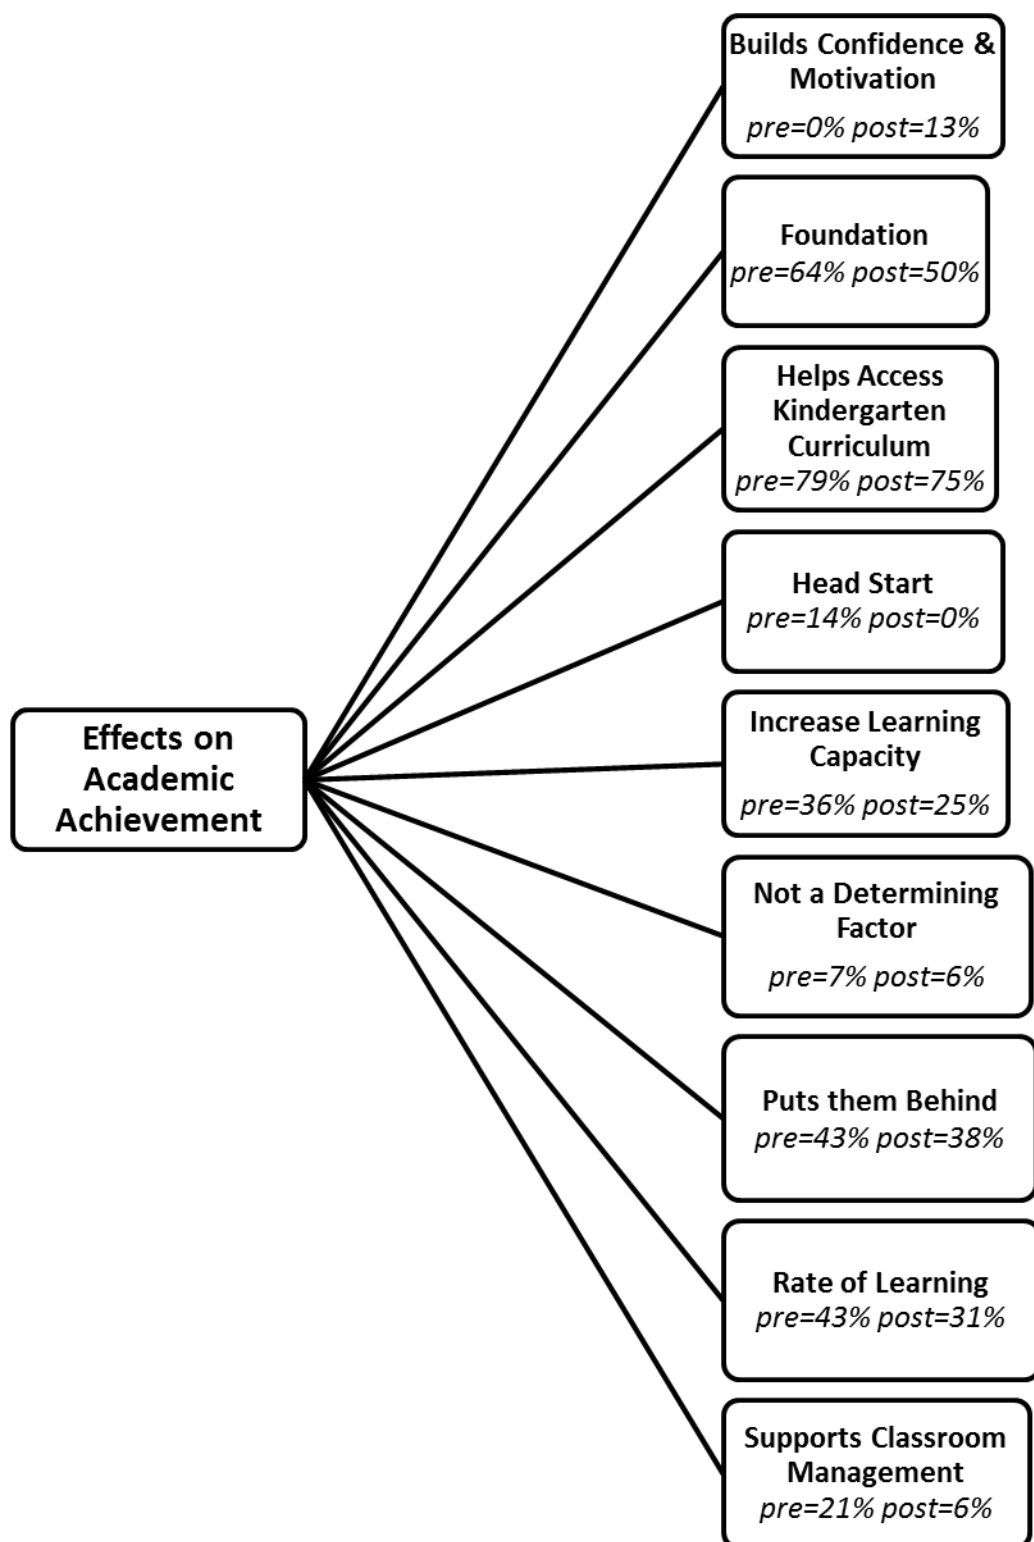 Builds Confidence &
Motivation
pre=0% post=13%
Foundation
pre=64% post=50%
Helps Access
Kindergarten
Curriculum
pre=79% post=75%
Head Start
pre=14% post=0%
Effects on
Academic
Achievement
Increase Learning
Capacity
pre=36% post=25%
Not a Determining
Factor
pre=7% post=6%
Puts them Behind
pre=43% post=38%
Rate of Learning
pre=43% post=31%
Supports Classroom
Management
pre=21% post=6%